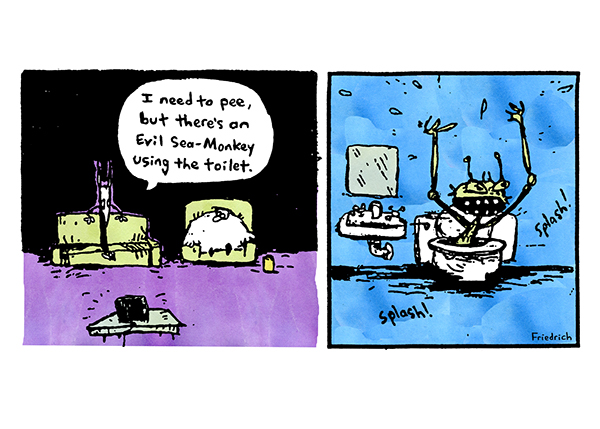 I need to pee,
but there's an
Evil Sea-Monkey
using the toilet.
splash!
splash!
Friedrich